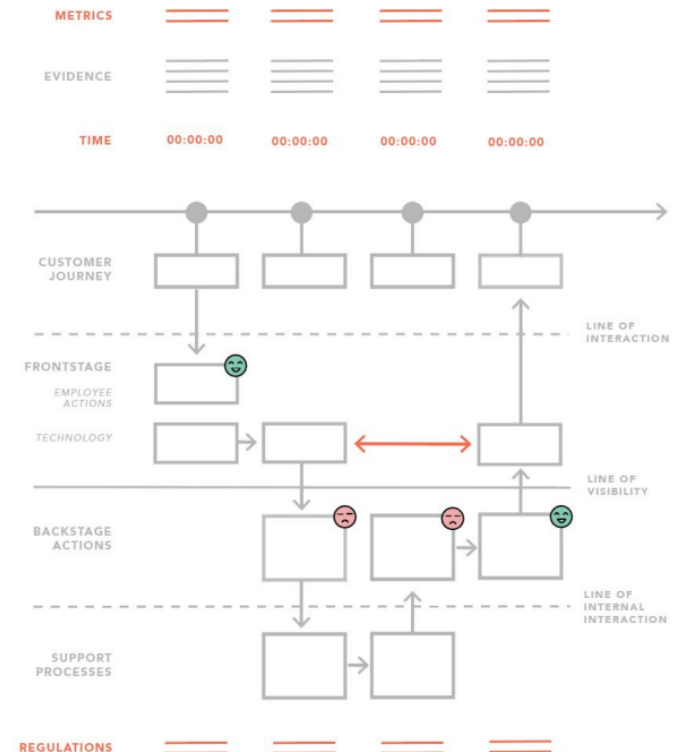 METRICS
EVIDENCE
TIME
00:00:00
00:00:00
00:00:00
00:00:00
CUSTOMER
JOURNEY
LINE OF
INTERACTION
FRONTSTAGE
EMPLOYEE
ACTIONS
TECHNOLOGY
LINE OF
VISIBILITY
BACKSTAGE
ACTIONS
LINE OF
INTERNAL
INTERACTION
SUPPORT
PROCESSES
REGULATIONS